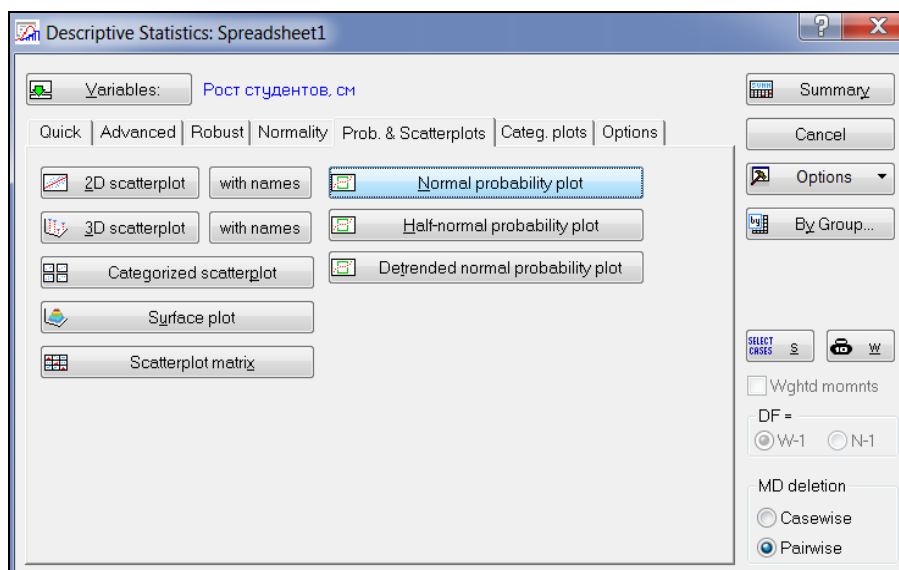 Descriptive Statistics: Spreadsheet1
Variables: Рост студентов, см
Quick Advanced Robust Normality Prob. & Scatterplots Categ. plots Options
2D scatterplot with names Normal probability plot
3D scatterplot with names Half-normal probability plot
Categorized scatterplot Detrended normal probability plot
Surface plot
Scatterplot matrix
SUMM Summary
Cancel
Options
By Group...
SELECT CASES S W
Wghtd momnts
DF =
W-1 N-1
MD deletion
Casewise
Pairwise